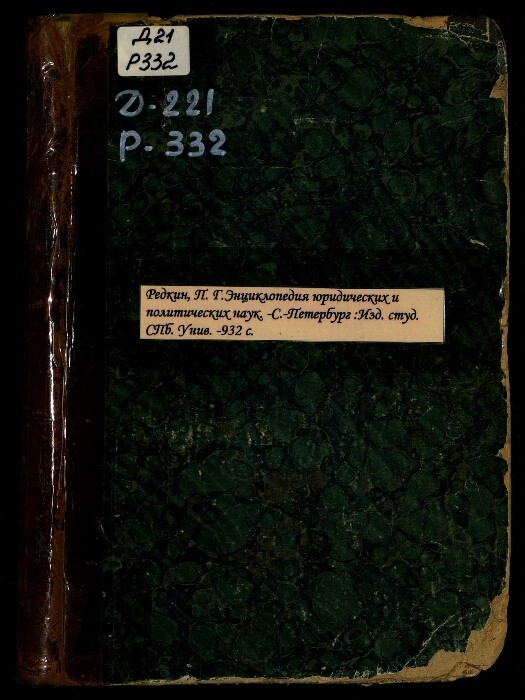 Д21
Р332
Д. 221
Р. 332
Редкин, П. Г.Энциклопедия юридических и
политических наук, -С.-Петербург :Изд. студ.
СПб. Унив. -932 с.